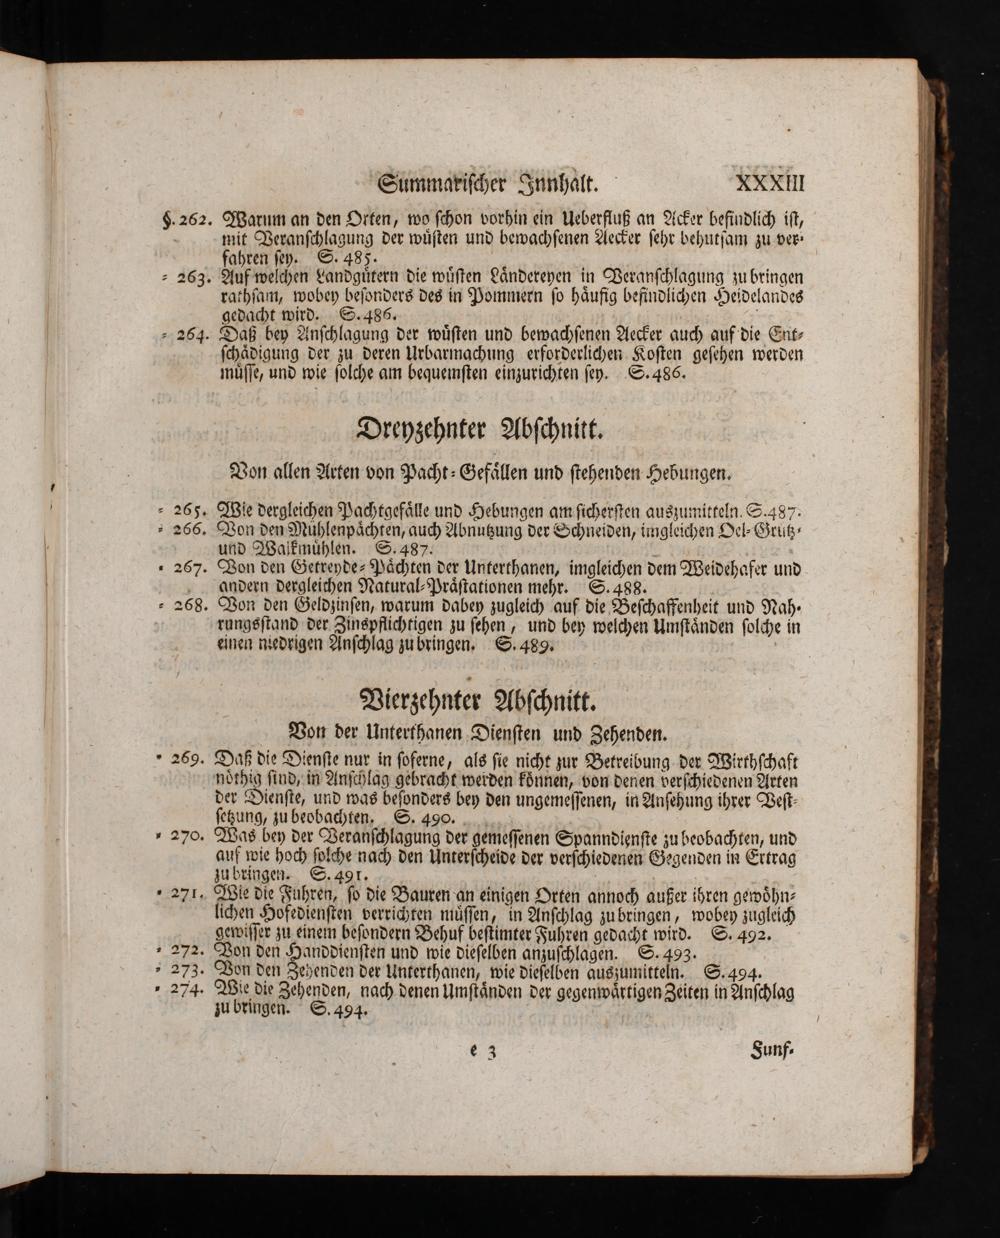 Summarischer Innhalt. XXXIII
§. 262. Warum an den Orten, wo schon vorhin ein Ueberfluß an Acker befindlich ist,
mit Veranschlagung der wüsten und bewachsenen Aecker sehr behutsam zu ver-
fahren sey. S. 485.
- 263. Auf welchen Landgütern die wüsten Ländereyen in Veranschlagung zu bringen
rathsam, wobey besonders des in Pommern so häufig befindlichen Heidelandes
gedacht wird. S. 486.
- 264. Daß bey Anschlagung der wüsten und bewachsenen Aecker auch auf die Ent-
schädigung der zu deren Urbarmachung erforderlichen Kosten gesehen werden
müsse, und wie solche am bequemsten einzurichten sey. S. 486.
Dreyzehnter Abschnitt.
Von allen Arten von Pacht-Gefällen und stehenden Hebungen.
- 265. Wie dergleichen Pachtgefälle und Hebungen am sichersten auszumitteln. S. 487.
- 266. Von den Mühlenpächten, auch Abnutzung der Schneiden, imgleichen Oel-Grütz-
und Walkmühlen. S. 487.
- 267. Von den Getreyde-Pächten der Unterthanen, imgleichen dem Weidehafer und
andern dergleichen Natural-Prästationen mehr. S. 488.
- 268. Von den Geldzinsen, warum dabey zugleich auf die Beschaffenheit und Nah-
rungsstand der Zinspflichtigen zu sehen, und bey welchen Umständen solche in
einen niedrigen Anschlag zu bringen. S. 489.
Vierzehnter Abschnitt.
Von der Unterthanen Diensten und Zehenden.
- 269. Daß die Dienste nur in soferne, als sie nicht zur Betreibung der Wirthschaft
nöthig sind, in Anschlag gebracht werden können, von denen verschiedenen Arten
der Dienste, und was besonders bey den ungemessenen, in Ansehung ihrer Vest-
setzung, zu beobachten. S. 490.
- 270. Was bey der Veranschlagung der gemessenen Spanndienste zu beobachten, und
auf wie hoch solche nach den Unterscheide der verschiedenen Gegenden in Ertrag
zu bringen. S. 491.
- 271. Wie die Fuhren, so die Bauren an einigen Orten annoch außer ihren gewöhn-
lichen Hofediensten verrichten müssen, in Anschlag zu bringen, wobey zugleich
gewisser zu einem besondern Behuf bestimter Fuhren gedacht wird. S. 492.
- 272. Von den Handdiensten und wie dieselben anzuschlagen. S. 493.
- 273. Von den Zehenden der Unterthanen, wie dieselben auszumitteln. S. 494.
- 274. Wie die Zehenden, nach denen Umständen der gegenwärtigen Zeiten in Anschlag
zu bringen. S. 494.
e 3 Funf-